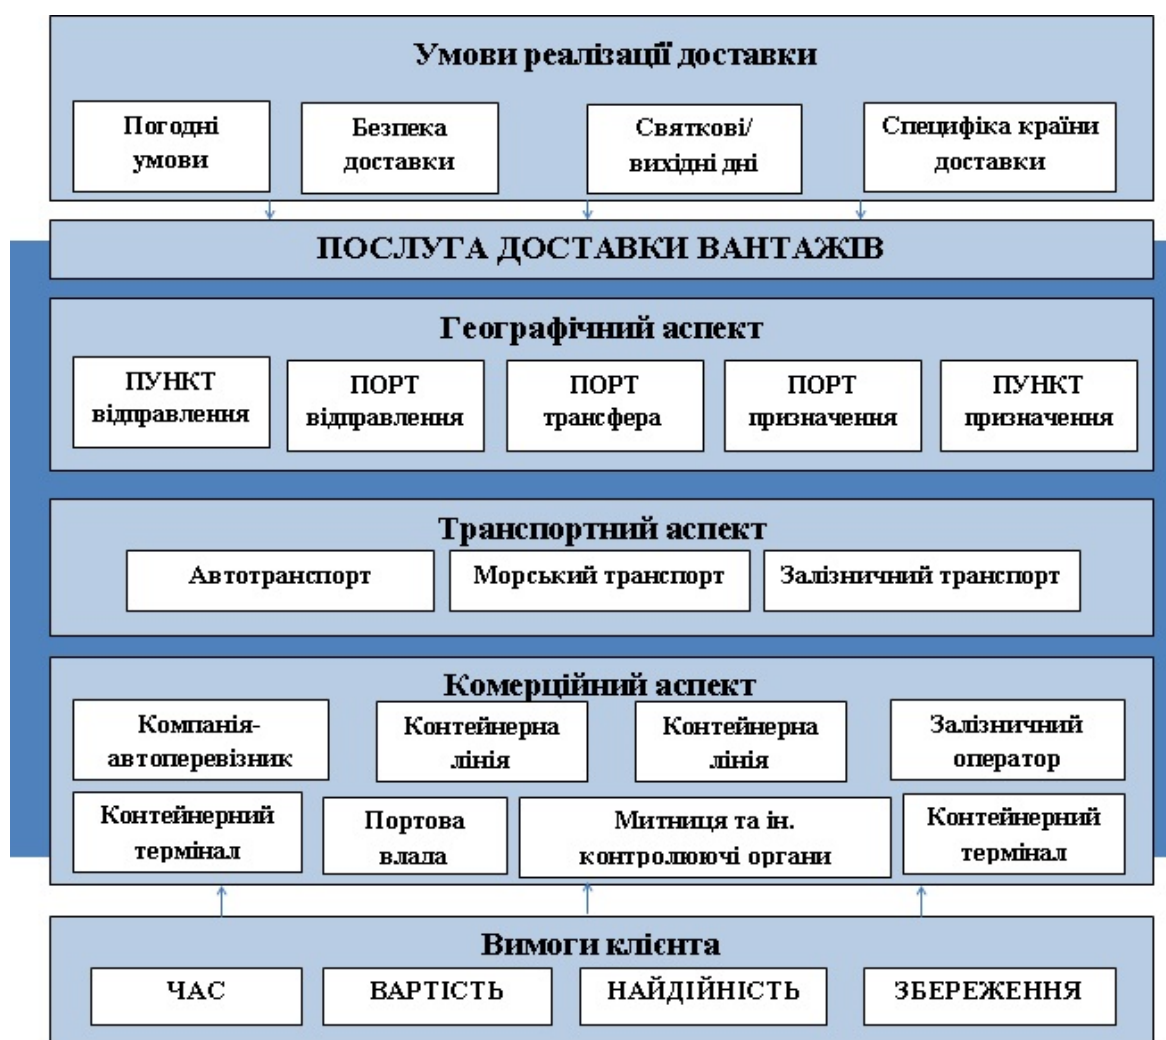 Умови реалізації доставки
Погодні
умови
Безпека
доставки
Святкові/
вихідні дні
Специфіка країни
доставки
ПОСЛУГА ДОСТАВКИ ВАНТАЖІВ
Географічний аспект
ПУНКТ
відправлення
ПОРТ
відправлення
ПОРТ
трансфера
ПОРТ
призначення
ПУНКТ
призначення
Транспортний аспект
Автотранспорт
Морський транспорт
Залізничний транспорт
Комерційний аспект
Компанія-
автоперевізник
Контейнерна
лінія
Контейнерна
лінія
Залізничний
оператор
Контейнерний
термінал
Портова
влада
Митниця та ін.
контролюючі органи
Контейнерний
термінал
Вимоги клієнта
ЧАС
ВАРТІСТЬ
НАЙДІЙНІСТЬ
ЗБЕРЕЖЕННЯ